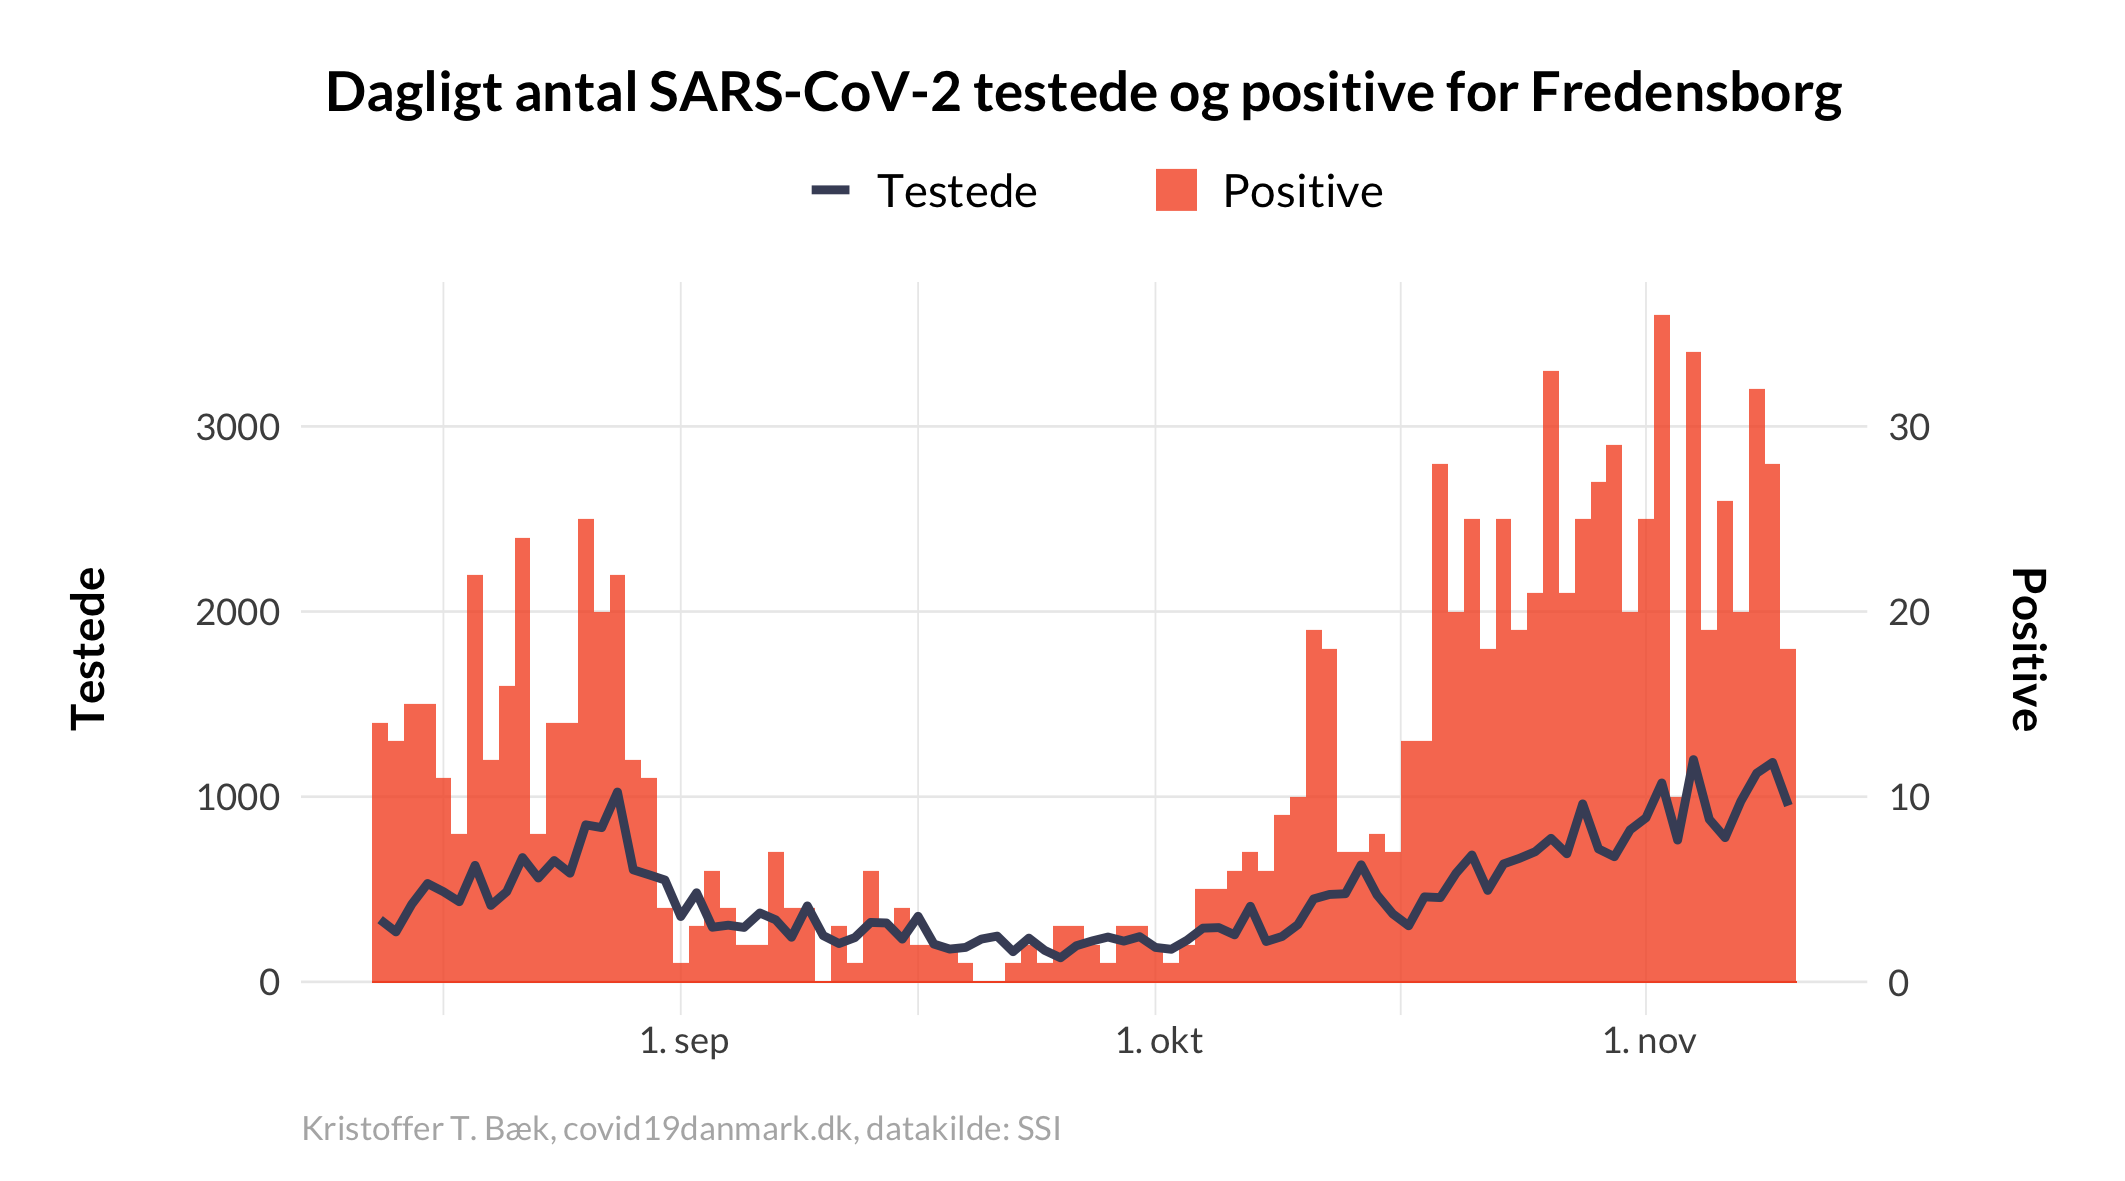 Dagligt antal SARS-CoV-2 testede og positive for Fredensborg
Testede Positive
3000 30
2000 20
1000 10
0 0
Testede
Positive
1. sep 1. okt 1. nov
Kristoffer T. Bæk, covid19danmark.dk, datakilde: SSI